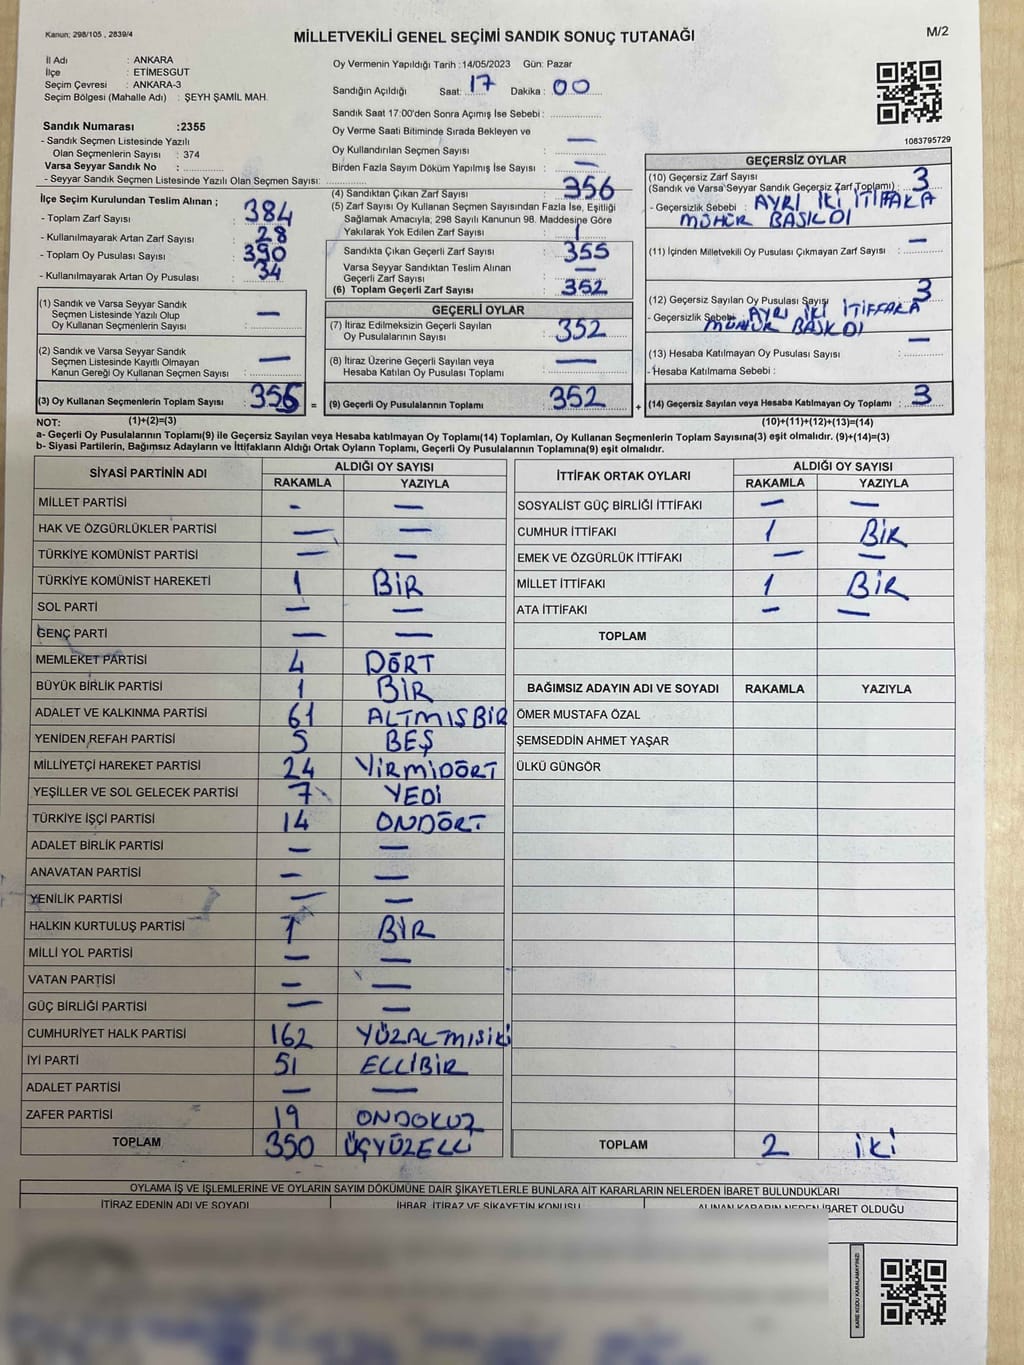 Kanun: 298/105 , 2839/4
MİLLETVEKİLİ GENEL SEÇİMİ SANDIK SONUÇ TUTANAĞI
M/2
İl Adı : ANKARA
İlçe : ETİMESGUT
Seçim Çevresi : ANKARA-3
Seçim Bölgesi (Mahalle Adı) : ŞEYH ŞAMİL MAH.
Sandık Numarası :2355
- Sandık Seçmen Listesinde Yazılı
Olan Seçmenlerin Sayısı : 374
Varsa Seyyar Sandık No :
- Seyyar Sandık Seçmen Listesinde Yazılı Olan Seçmen Sayısı:
Oy Vermenin Yapıldığı Tarih : 14/05/2023 Gün: Pazar
Sandığın Açıldığı Saat: 17 Dakika : 00
Sandık Saat 17:00'den Sonra Açımış İse Sebebi :
Oy Verme Saati Bitiminde Sırada Bekleyen ve
Oy Kullandırılan Seçmen Sayısı : —
Birden Fazla Sayım Döküm Yapılmış İse Sayısı : —
1083795729
İlçe Seçim Kurulundan Teslim Alınan ;
- Toplam Zarf Sayısı : 384
- Kullanılmayarak Artan Zarf Sayısı : 28
- Toplam Oy Pusulası Sayısı : 390
- Kullanılmayarak Artan Oy Pusulası : 34
(1) Sandık ve Varsa Seyyar Sandık
Seçmen Listesinde Yazılı Olup
Oy Kullanan Seçmenlerin Sayısı : —
(2) Sandık ve Varsa Seyyar Sandık
Seçmen Listesinde Kayıtlı Olmayan
Kanun Gereği Oy Kullanan Seçmen Sayısı : —
(3) Oy Kullanan Seçmenlerin Toplam Sayısı : 356 =
(4) Sandıktan Çıkan Zarf Sayısı : 356
(5) Zarf Sayısı Oy Kullanan Seçmen Sayısından Fazla İse, Eşitliği
Sağlamak Amacıyla, 298 Sayılı Kanunun 98. Maddesine Göre
Yakılarak Yok Edilen Zarf Sayısı : 1
Sandıkta Çıkan Geçerli Zarf Sayısı : 355
Varsa Seyyar Sandıktan Teslim Alınan
Geçerli Zarf Sayısı : —
(6) Toplam Geçerli Zarf Sayısı : 352
GEÇERLİ OYLAR
(7) İtiraz Edilmeksizin Geçerli Sayılan
Oy Pusulalarının Sayısı : 352
(8) İtiraz Üzerine Geçerli Sayılan veya
Hesaba Katılan Oy Pusulası Toplamı : —
(9) Geçerli Oy Pusulalarının Toplamı : 352 +
GEÇERSİZ OYLAR
(10) Geçersiz Zarf Sayısı
(Sandık ve Varsa Seyyar Sandık Geçersiz Zarf Toplamı) : 3
- Geçersizlik Sebebi : AYRI İKİ İTİFAKA
MÜHÜR BASILDI
(11) İçinden Milletvekili Oy Pusulası Çıkmayan Zarf Sayısı : —
(12) Geçersiz Sayılan Oy Pusulası Sayısı : 3
- Geçersizlik Sebebi AYRI İKİ İTİFFAKA
MÜHÜR BASKDI
(13) Hesaba Katılmayan Oy Pusulası Sayısı : —
- Hesaba Katılmama Sebebi :
(14) Geçersiz Sayılan veya Hesaba Katılmayan Oy Toplamı : 3
NOT: (1)+(2)=(3) (10)+(11)+(12)+(13)=(14)
a- Geçerli Oy Pusulalarının Toplamı(9) ile Geçersiz Sayılan veya Hesaba katılmayan Oy Toplamı(14) Toplamları, Oy Kullanan Seçmenlerin Toplam Sayısına(3) eşit olmalıdır. (9)+(14)=(3)
b- Siyasi Partilerin, Bağımsız Adayların ve İttifakların Aldığı Ortak Oyların Toplamı, Geçerli Oy Pusulasının Toplamına(9) eşit olmalıdır.
SİYASİ PARTİNİN ADI ALDIĞI OY SAYISI
RAKAMLA YAZIYLA
MİLLET PARTİSİ - —
HAK VE ÖZGÜRLÜKLER PARTİSİ — —
TÜRKİYE KOMÜNİST PARTİSİ — —
TÜRKİYE KOMÜNİST HAREKETİ 1 BİR
SOL PARTİ — —
GENÇ PARTİ — —
MEMLEKET PARTİSİ 4 DÖRT
BÜYÜK BİRLİK PARTİSİ 1 BİR
ADALET VE KALKINMA PARTİSİ 61 ALTMIŞBİR
YENİDEN REFAH PARTİSİ 5 BEŞ
MİLLİYETÇİ HAREKET PARTİSİ 24 YİRMİDÖRT
YEŞİLLER VE SOL GELECEK PARTİSİ 7 YEDİ
TÜRKİYE İŞÇİ PARTİSİ 14 ONDÖRT
ADALET BİRLİK PARTİSİ — —
ANAVATAN PARTİSİ — —
YENİLİK PARTİSİ — —
HALKIN KURTULUŞ PARTİSİ 1 BİR
MİLLİ YOL PARTİSİ — —
VATAN PARTİSİ — —
GÜÇ BİRLİĞİ PARTİSİ — —
CUMHURİYET HALK PARTİSİ 162 YÜZALTMIŞİKİ
İYİ PARTİ 51 ELLİBİR
ADALET PARTİSİ — —
ZAFER PARTİSİ 19 ONDOKUZ
TOPLAM 350 ÜÇYÜZELLİ
İTTİFAK ORTAK OYLARI ALDIĞI OY SAYISI
RAKAMLA YAZIYLA
SOSYALİST GÜÇ BİRLİĞİ İTTİFAKI — —
CUMHUR İTTİFAKI 1 BİR
EMEK VE ÖZGÜRLÜK İTTİFAKI — —
MİLLET İTTİFAKI 1 BİR
ATA İTTİFAKI — —
TOPLAM
BAĞIMSIZ ADAYIN ADI VE SOYADI RAKAMLA YAZIYLA
ÖMER MUSTAFA ÖZAL
ŞEMSEDDİN AHMET YAŞAR
ÜLKÜ GÜNGÖR
TOPLAM 2 İKİ
OYLAMA İŞ VE İŞLEMLERİNE VE OYLARIN SAYIM DÖKÜMÜNE DAİR ŞİKAYETLERLE BUNLARA AİT KARARLARIN NELERDEN İBARET BULUNDUKLARI
İTİRAZ EDENİN ADI VE SOYADI İHBAR, İTİRAZ VE ŞİKAYETİN KONUSU ALINAN KARARIN NEDEN İBARET OLDUĞU
KARE KODU KARALAMAYINIZ!